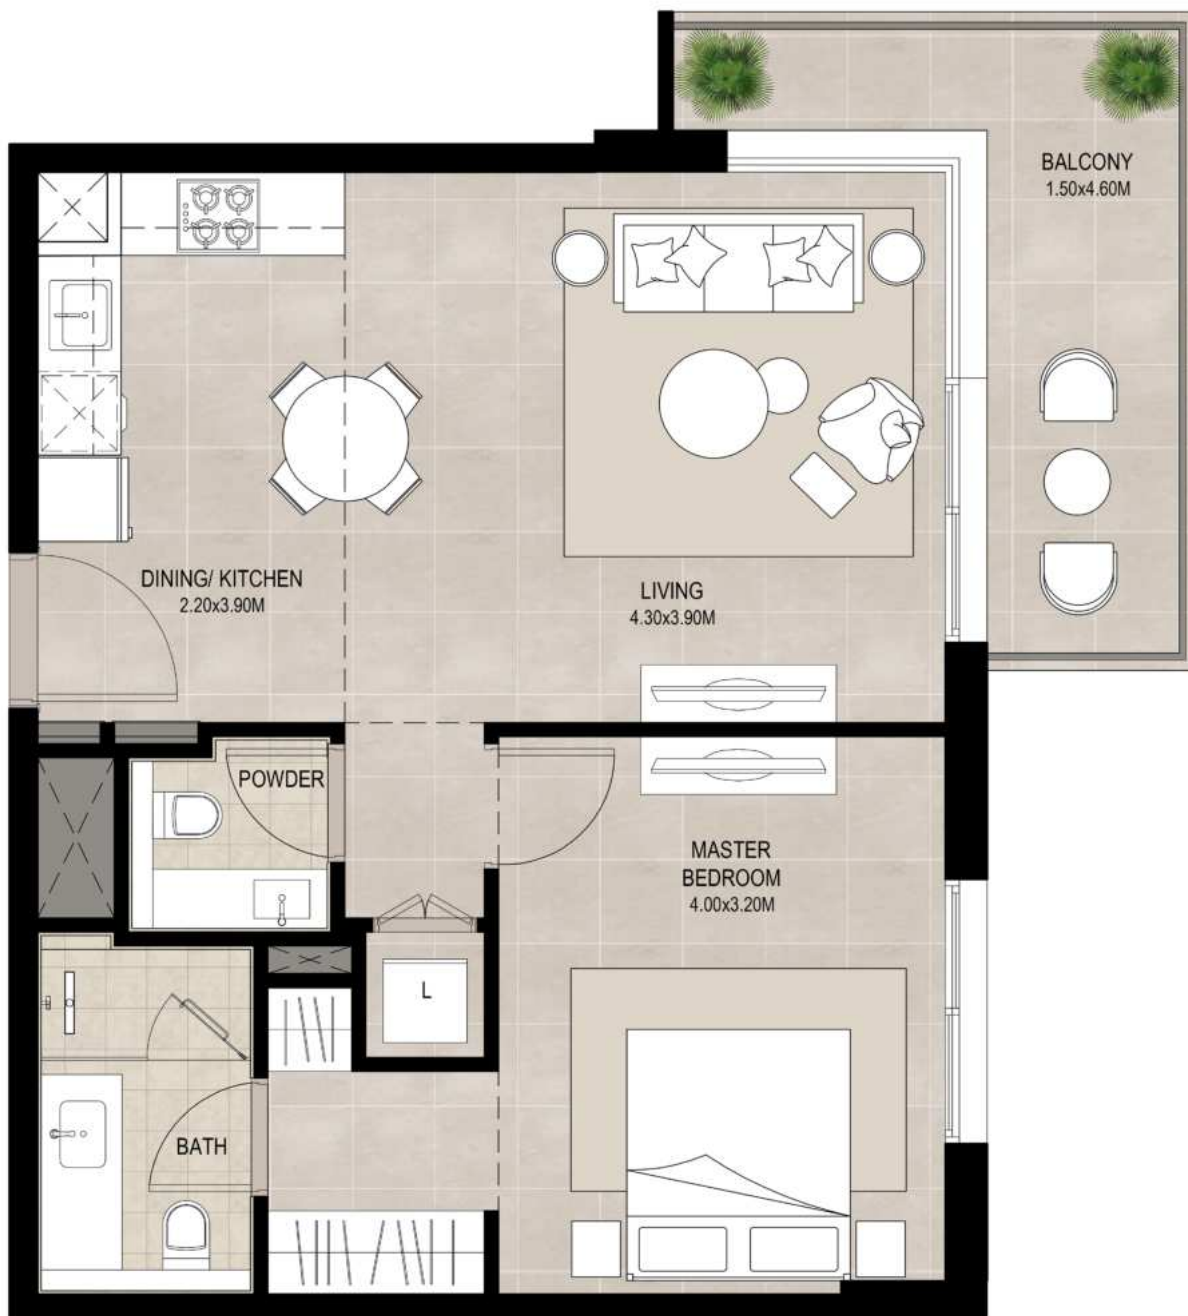 BALCONY
1.50x4.60M
DINING/ KITCHEN
2.20x3.90M
LIVING
4.30x3.90M
POWDER
MASTER
BEDROOM
4.00x3.20M
L
BATH